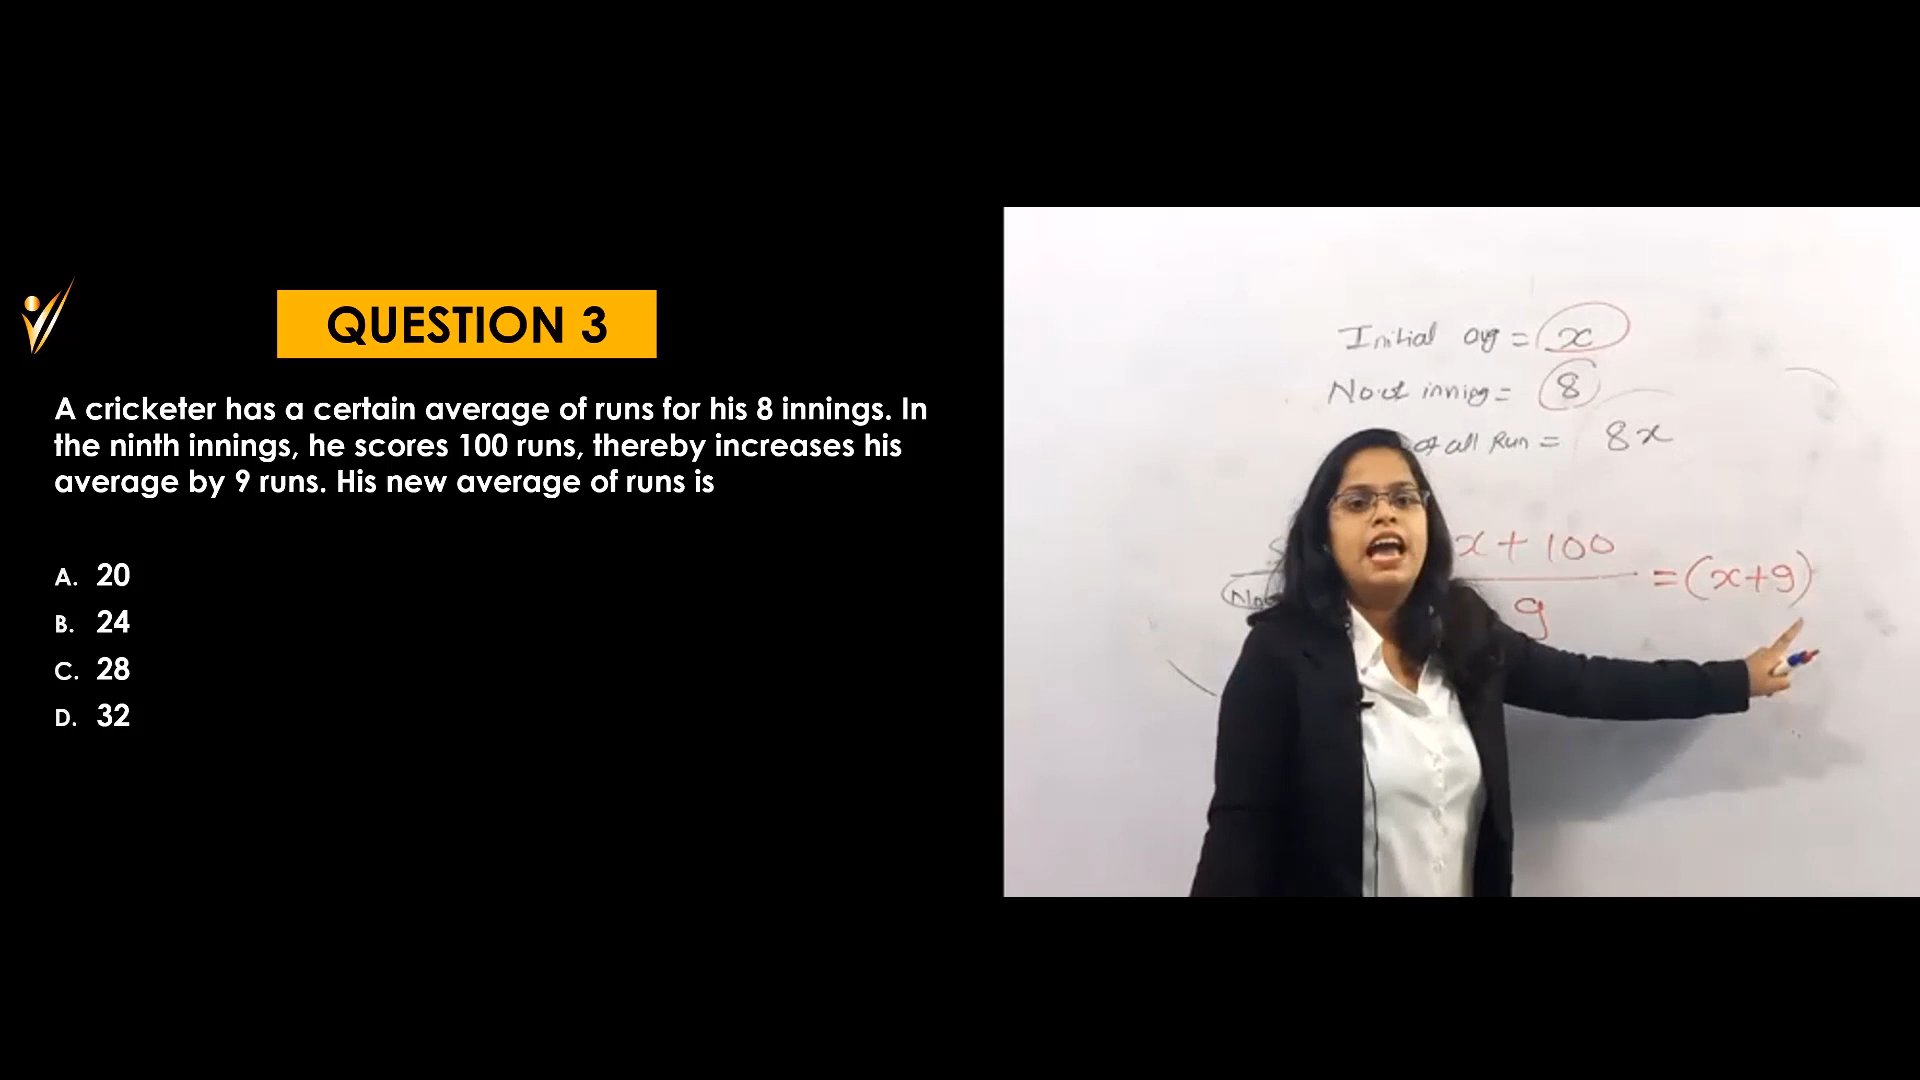 QUESTION 3
A cricketer has a certain average of runs for his 8 innings. In
the ninth innings, he scores 100 runs, thereby increases his
average by 9 runs. His new average of runs is
A. 20
B. 24
C. 28
D. 32
Initial avg = x
No. of inning = 8
of all Run = 8x
x + 100
= (x+9)
9